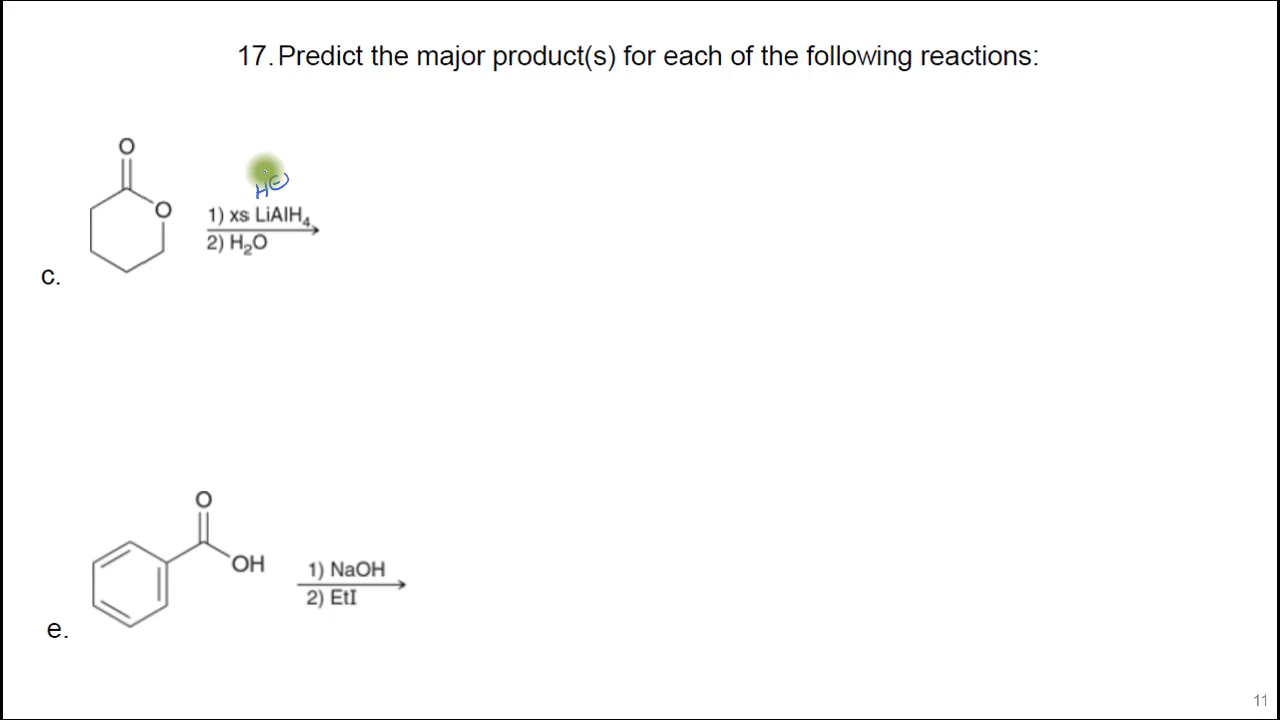 17. Predict the major product(s) for each of the following reactions:
O
O
H⊖
1) xs LiAlH₄
2) H₂O
c.
O
OH
1) NaOH
2) EtI
e.
11